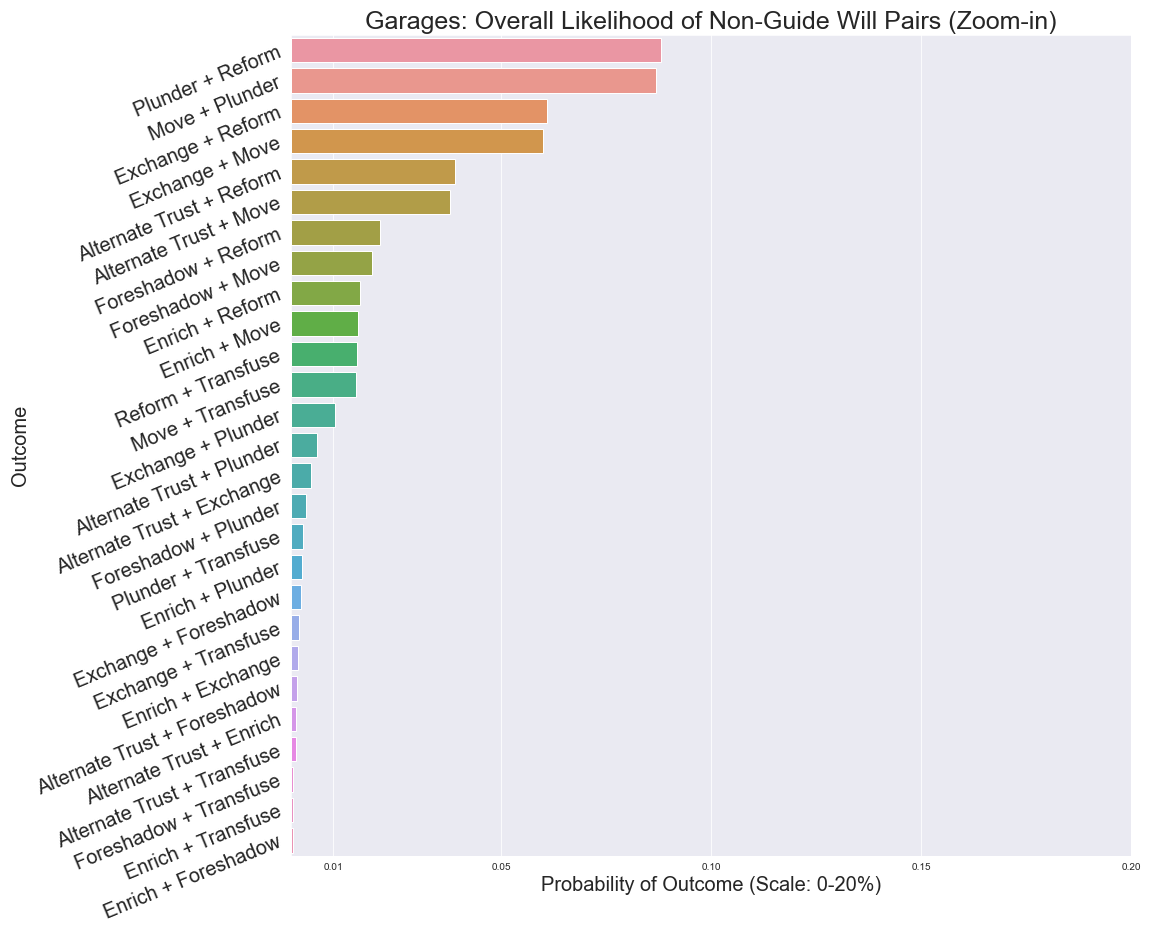 Garages: Overall Likelihood of Non-Guide Will Pairs (Zoom-in)
Outcome
Plunder + Reform
Move + Plunder
Exchange + Reform
Exchange + Move
Alternate Trust + Reform
Alternate Trust + Move
Foreshadow + Reform
Foreshadow + Move
Enrich + Reform
Enrich + Move
Reform + Transfuse
Move + Transfuse
Exchange + Plunder
Alternate Trust + Plunder
Alternate Trust + Exchange
Foreshadow + Plunder
Plunder + Transfuse
Enrich + Plunder
Exchange + Foreshadow
Exchange + Transfuse
Enrich + Exchange
Alternate Trust + Foreshadow
Alternate Trust + Enrich
Alternate Trust + Transfuse
Foreshadow + Transfuse
Enrich + Transfuse
Enrich + Foreshadow
0.01 0.05 0.10 0.15 0.20
Probability of Outcome (Scale: 0-20%)